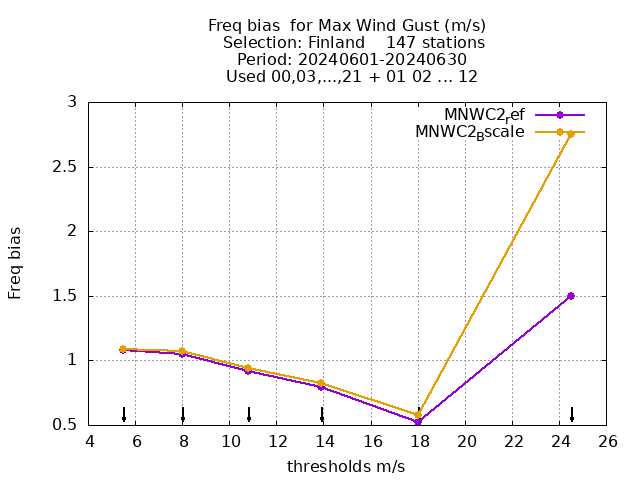 Freq bias  for Max Wind Gust (m/s)
Selection: Finland    147 stations
Period: 20240601-20240630
Used 00,03,...,21 + 01 02 ... 12
MNWC2ref
MNWC2Bscale
3
2.5
2
1.5
1
0.5
Freq bias
4 6 8 10 12 14 16 18 20 22 24 26
thresholds m/s